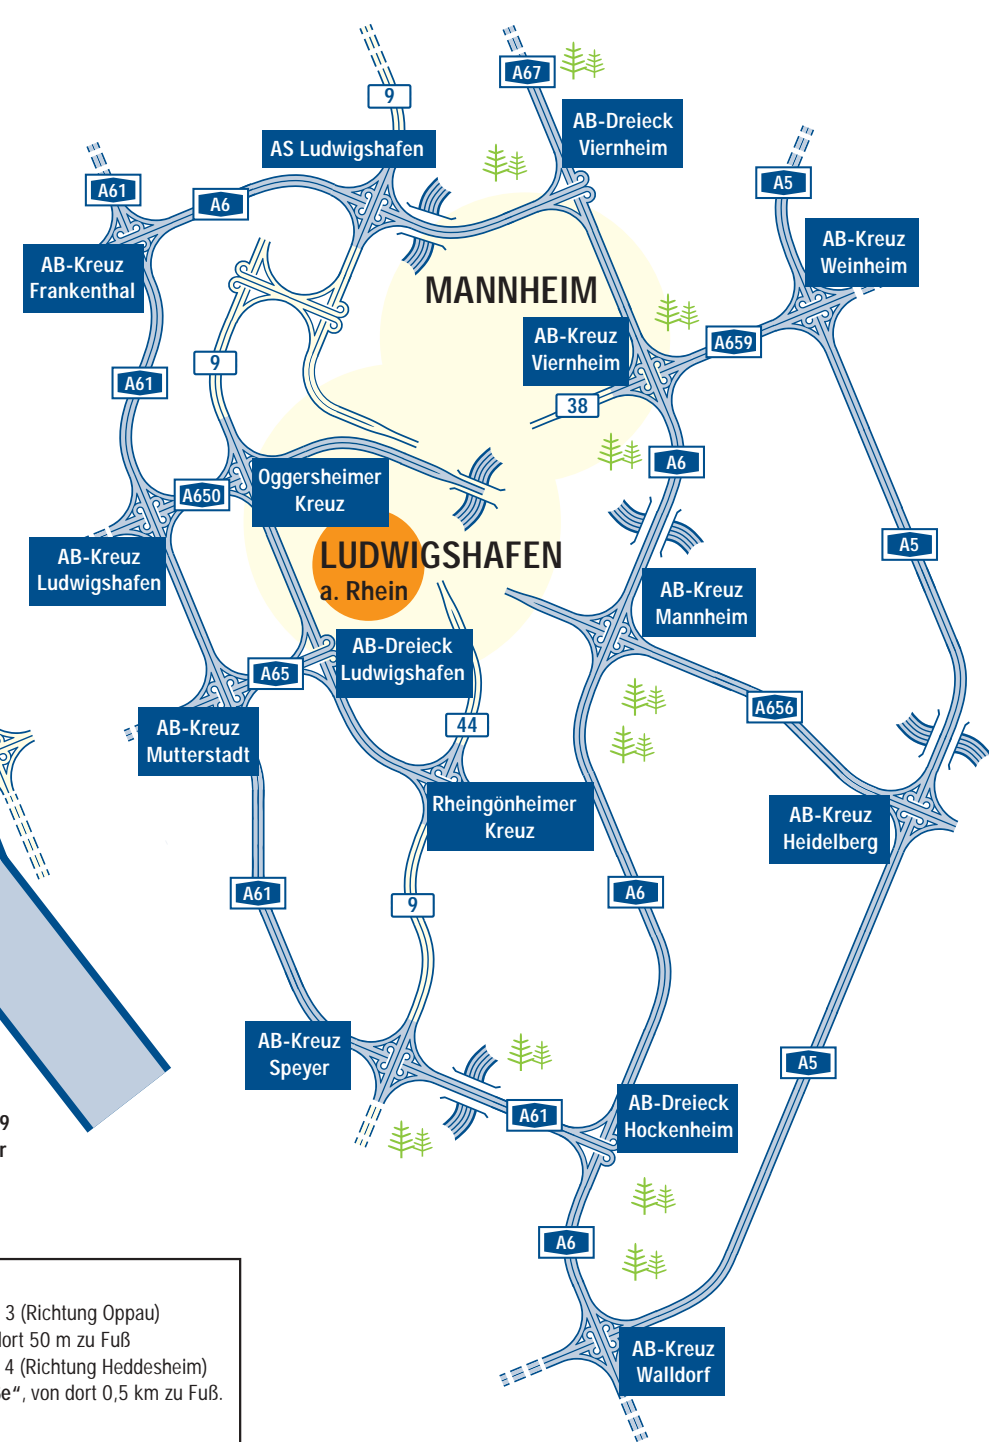 A67
9
AB-Dreieck
Viernheim
AS Ludwigshafen
A61
A6
A5
AB-Kreuz
Weinheim
AB-Kreuz
Frankenthal
MANNHEIM
AB-Kreuz
Viernheim
A659
9
A61
38
A6
Oggersheimer
Kreuz
A650
A5
AB-Kreuz
Ludwigshafen
LUDWIGSHAFEN
a. Rhein
AB-Kreuz
Mannheim
AB-Dreieck
Ludwigshafen
A65
A656
44
AB-Kreuz
Mutterstadt
Rheingönheimer
Kreuz
AB-Kreuz
Heidelberg
A61
9
A6
AB-Kreuz
Speyer
A5
A61
AB-Dreieck
Hockenheim
9
r
A6
3 (Richtung Oppau)
dort 50 m zu Fuß
4 (Richtung Heddesheim)
e“, von dort 0,5 km zu Fuß.
AB-Kreuz
Walldorf